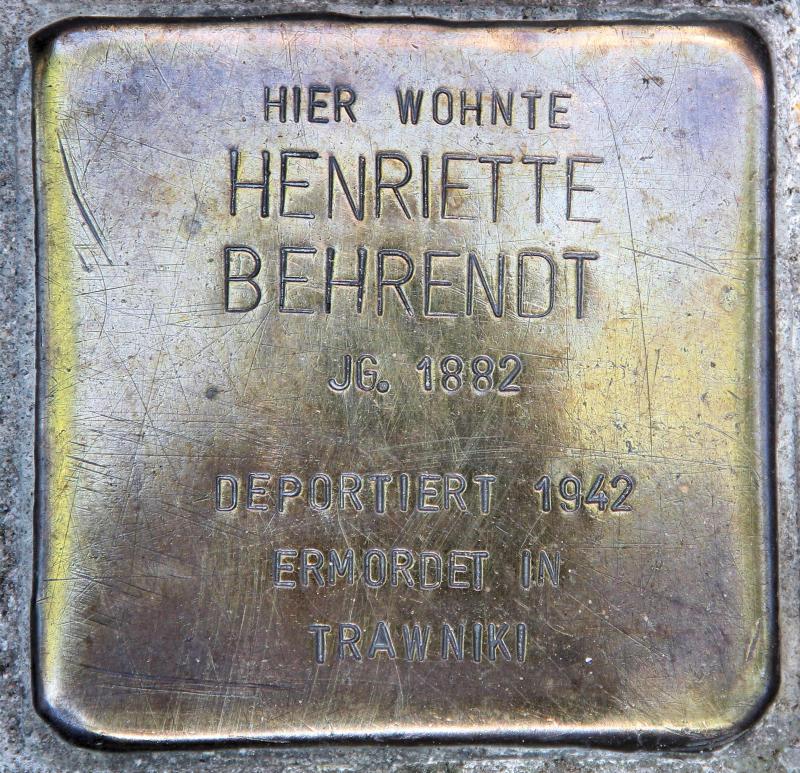 HIER WOHNTE
HENRIETTE
BEHRENDT
JG. 1882
DEPORTIERT 1942
ERMORDET IN
TRAWNIKI